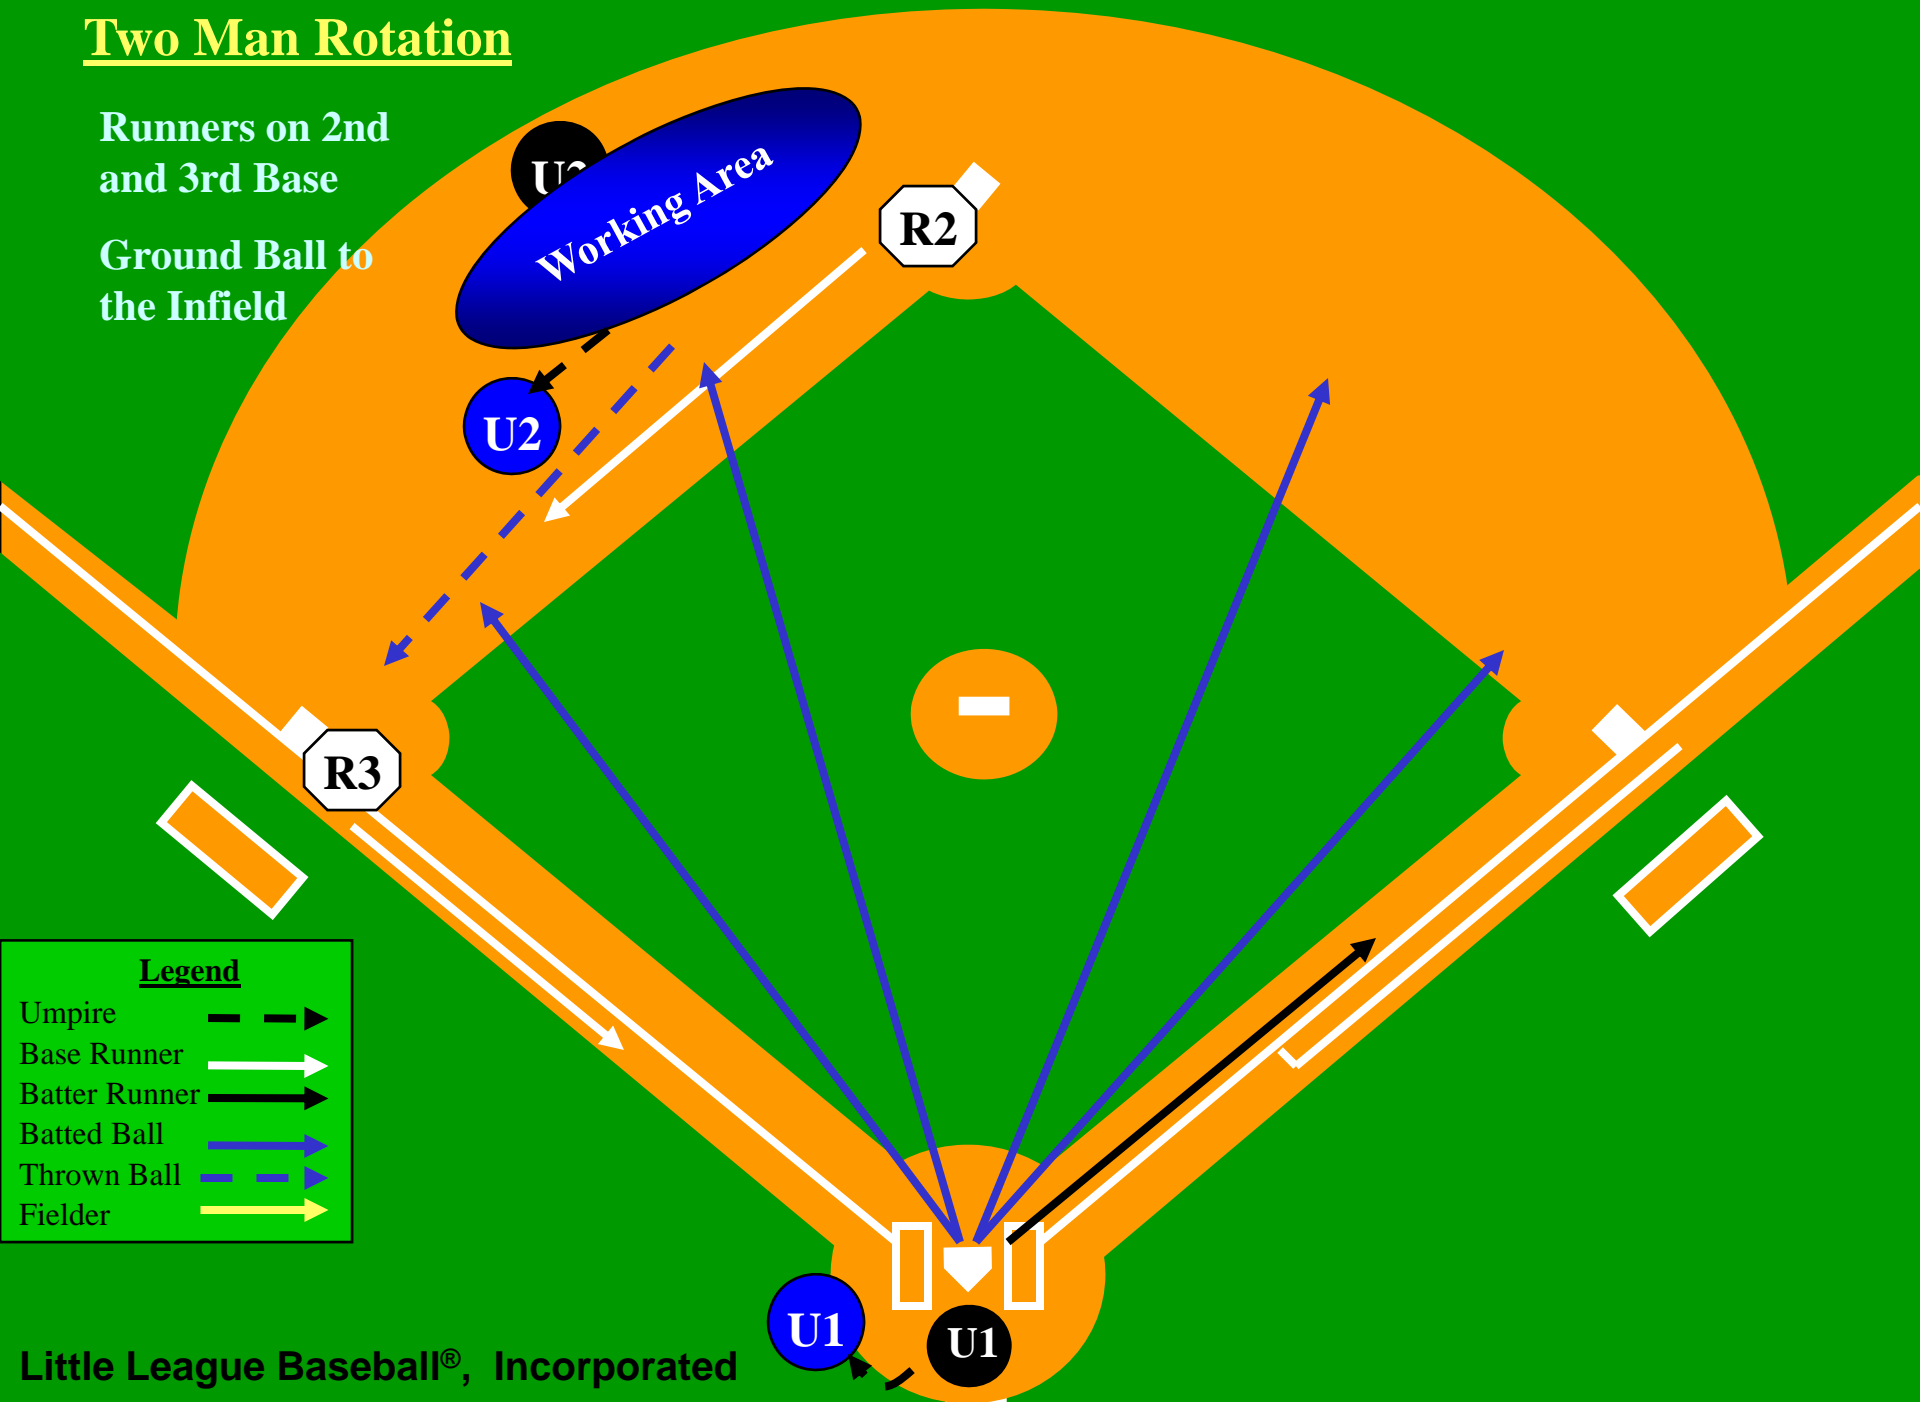 Two Man Rotation
Runners on 2nd
and 3rd Base
Ground Ball to
the Infield
Working Area
R2
U2
R3
Legend
Umpire
Base Runner
Batter Runner
Batted Ball
Thrown Ball
Fielder
U1
U1
Little League Baseball®, Incorporated